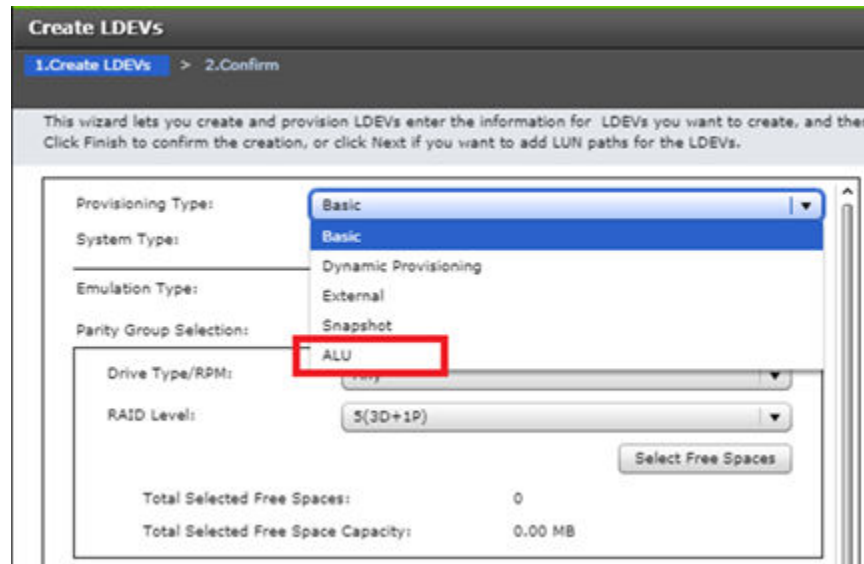 Create LDEVs
1.Create LDEVs > 2.Confirm
This wizard lets you create and provision LDEVs enter the information for LDEVs you want to create, and
Click Finish to confirm the creation, or click Next if you want to add LUN paths for the LDEVs.
Provisioning Type: Basic
System Type: Basic
Dynamic Provisioning
Emulation Type: External
Parity Group Selection: Snapshot
ALU
Drive Type/RPM:
RAID Level: 5(3D+1P)
Select Free Spaces
Total Selected Free Spaces: 0
Total Selected Free Space Capacity: 0.00 MB